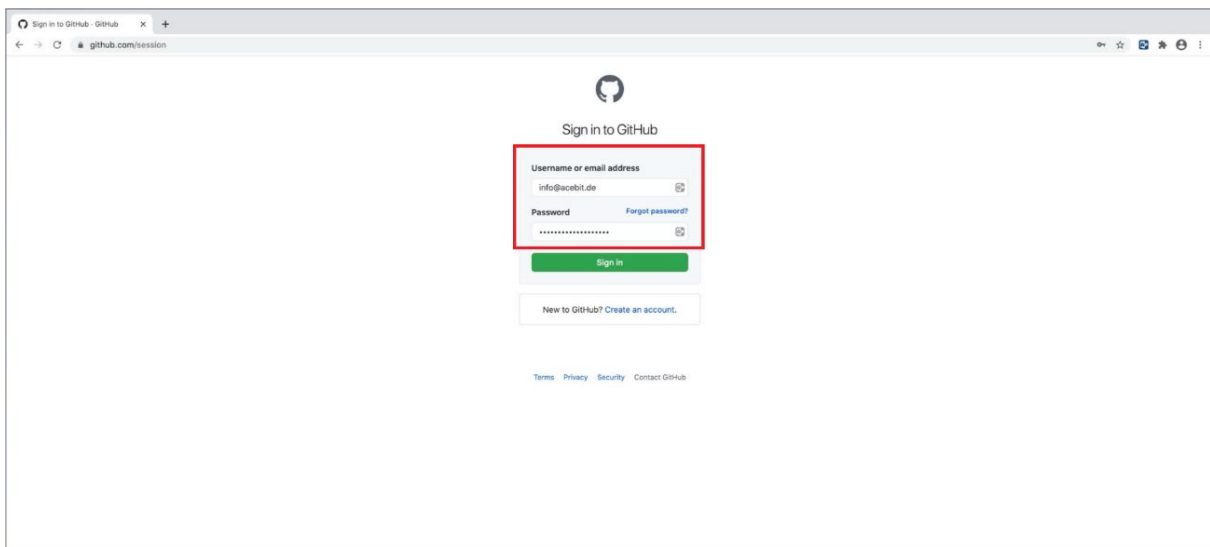 Sign in to GitHub · GitHub
github.com/session
Sign in to GitHub
Username or email address
info@acebit.de
Password Forgot password?
•••••••••••••••••••
Sign in
New to GitHub? Create an account.
Terms Privacy Security Contact GitHub